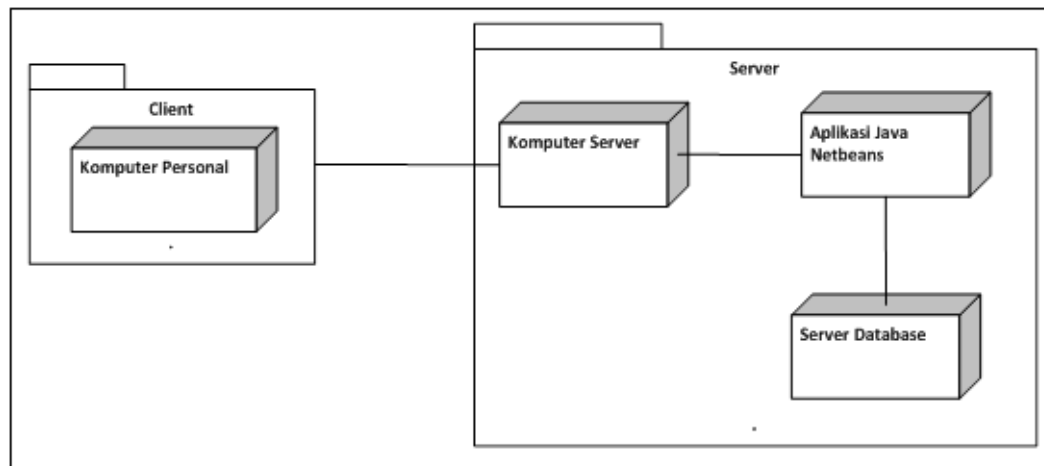 Client
Komputer Personal
Server
Komputer Server
Aplikasi Java
Netbeans
Server Database